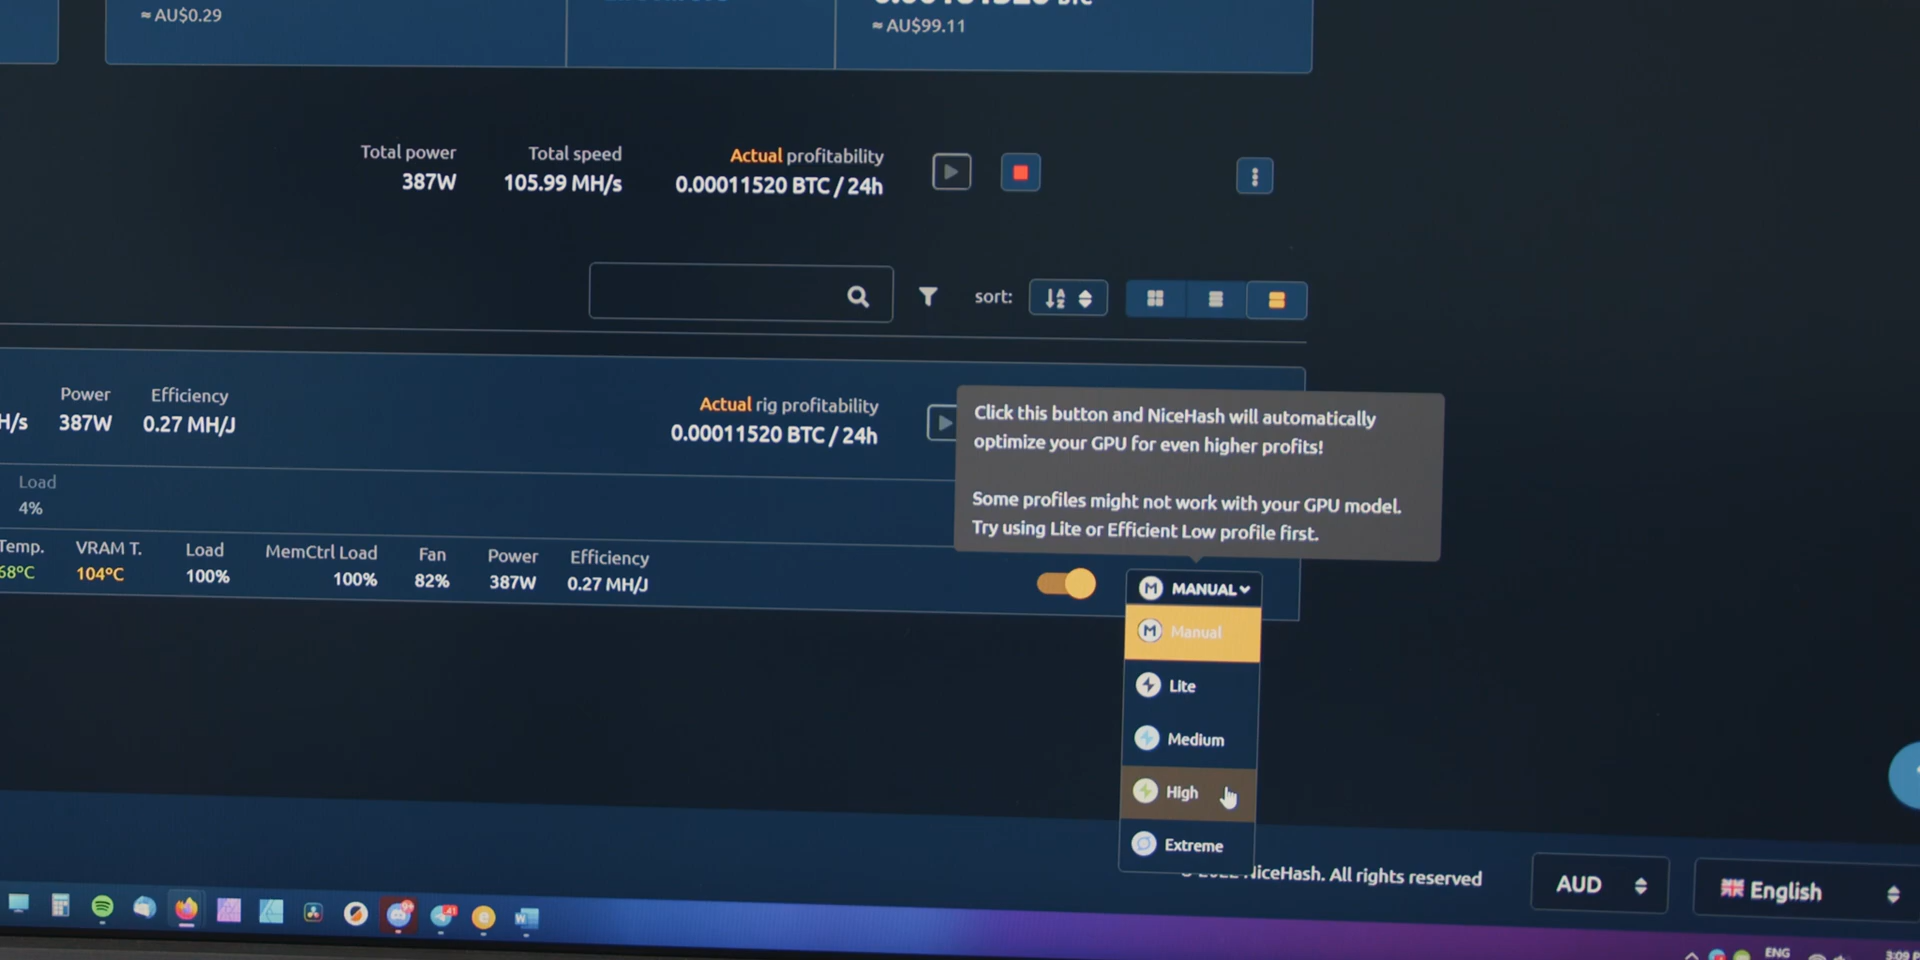 ≈ AU$0.29
≈ AU$99.11
Total power
387W
Total speed
105.99 MH/s
Actual profitability
0.00011520 BTC / 24h
sort:
H/s
Power
387W
Efficiency
0.27 MH/J
Actual rig profitability
0.00011520 BTC / 24h
Click this button and NiceHash will automatically
optimize your GPU for even higher profits!
Some profiles might not work with your GPU model.
Try using Lite or Efficient Low profile first.
Load
4%
Temp.
68°C
VRAM T.
104°C
Load
100%
MemCtrl Load
100%
Fan
82%
Power
387W
Efficiency
0.27 MH/J
M MANUAL
M Manual
Lite
Medium
High
Extreme
NiceHash. All rights reserved
AUD
English
ENG
3:09 P